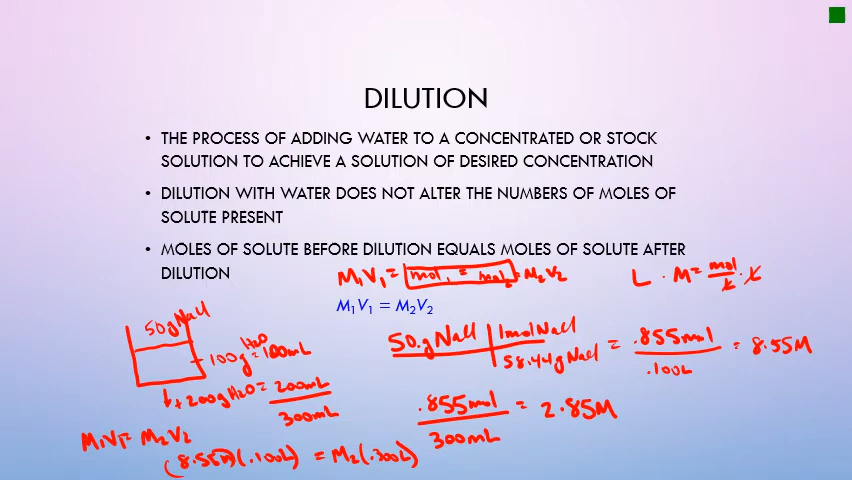 DILUTION
• THE PROCESS OF ADDING WATER TO A CONCENTRATED OR STOCK
SOLUTION TO ACHIEVE A SOLUTION OF DESIRED CONCENTRATION
• DILUTION WITH WATER DOES NOT ALTER THE NUMBERS OF MOLES OF
SOLUTE PRESENT
• MOLES OF SOLUTE BEFORE DILUTION EQUALS MOLES OF SOLUTE AFTER
DILUTION
M₁V₁ = mol₁ = mol₂ = M₂V₂
L · M = mol/L · L
M₁V₁ = M₂V₂
50g NaCl
100g H₂O = 100mL
+200g H₂O = 200mL
300mL
50.g NaCl | 1mol NaCl
58.44g NaCl
= .855mol / .100L = 8.55M
.855mol / 300mL = 2.85M
M₁V₁ = M₂V₂
(8.55M)(.100L) = M₂(.300L)